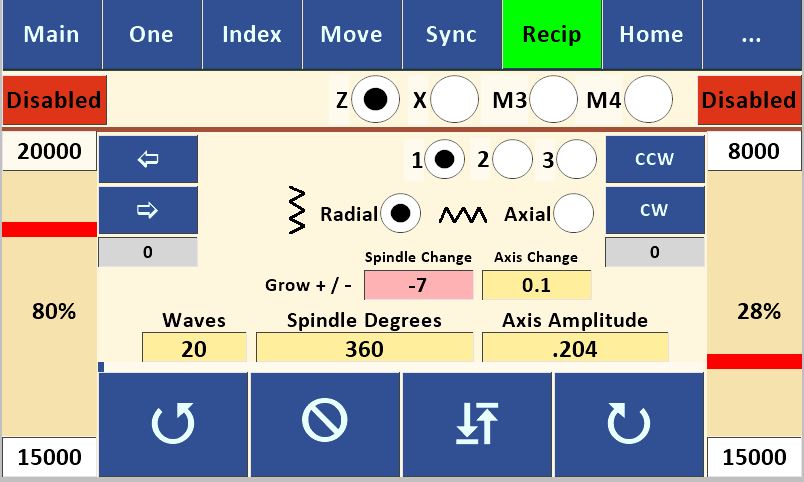 Main One Index Move Sync Recip Home ...
Disabled Z X M3 M4 Disabled
20000 1 2 3 CCW 8000
Radial Axial CW
0 Spindle Change Axis Change 0
Grow + / - -7 0.1
80% Waves Spindle Degrees Axis Amplitude 28%
20 360 .204
15000 15000